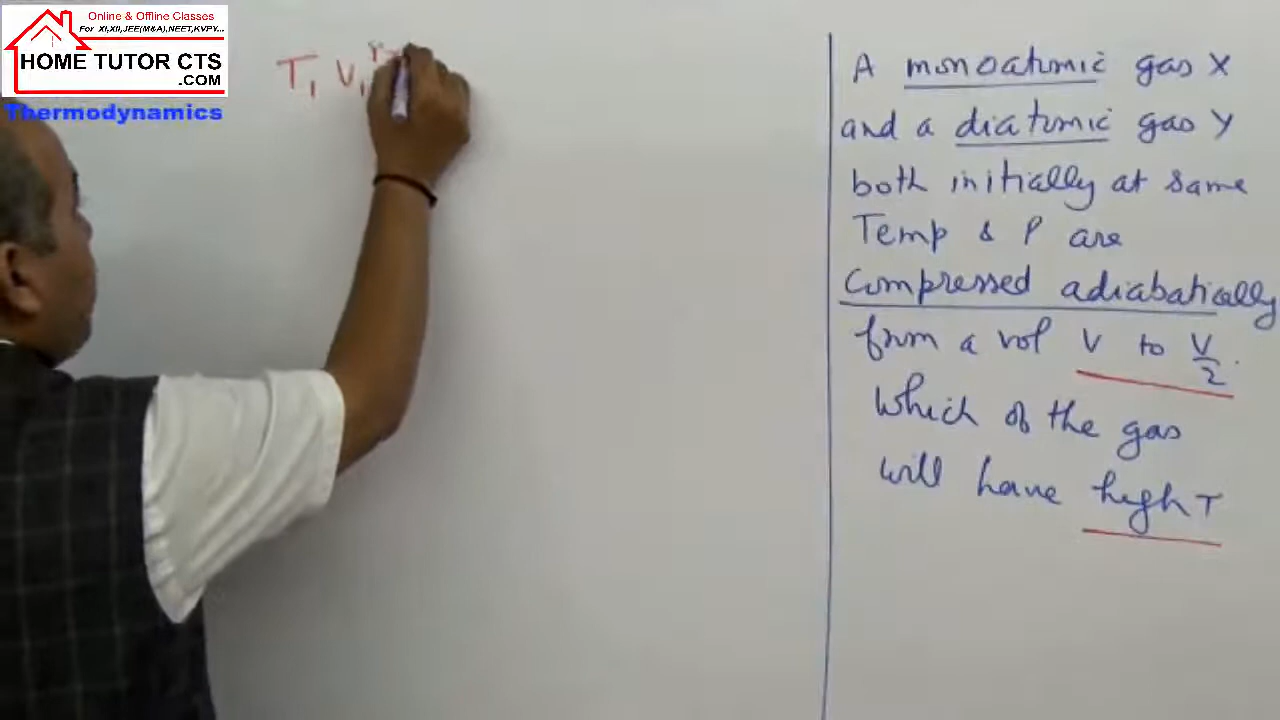 Online & Offline Classes
For XI,XII,JEE(M&A),NEET,KVPY...
HOME TUTOR CTS
.COM
Thermodynamics
T₁ V₁
A monoatomic gas X
and a diatomic gas Y
both initially at same
Temp & P are
Compressed adiabatically
from a vol V to V/2.
Which of the gas
will have high T